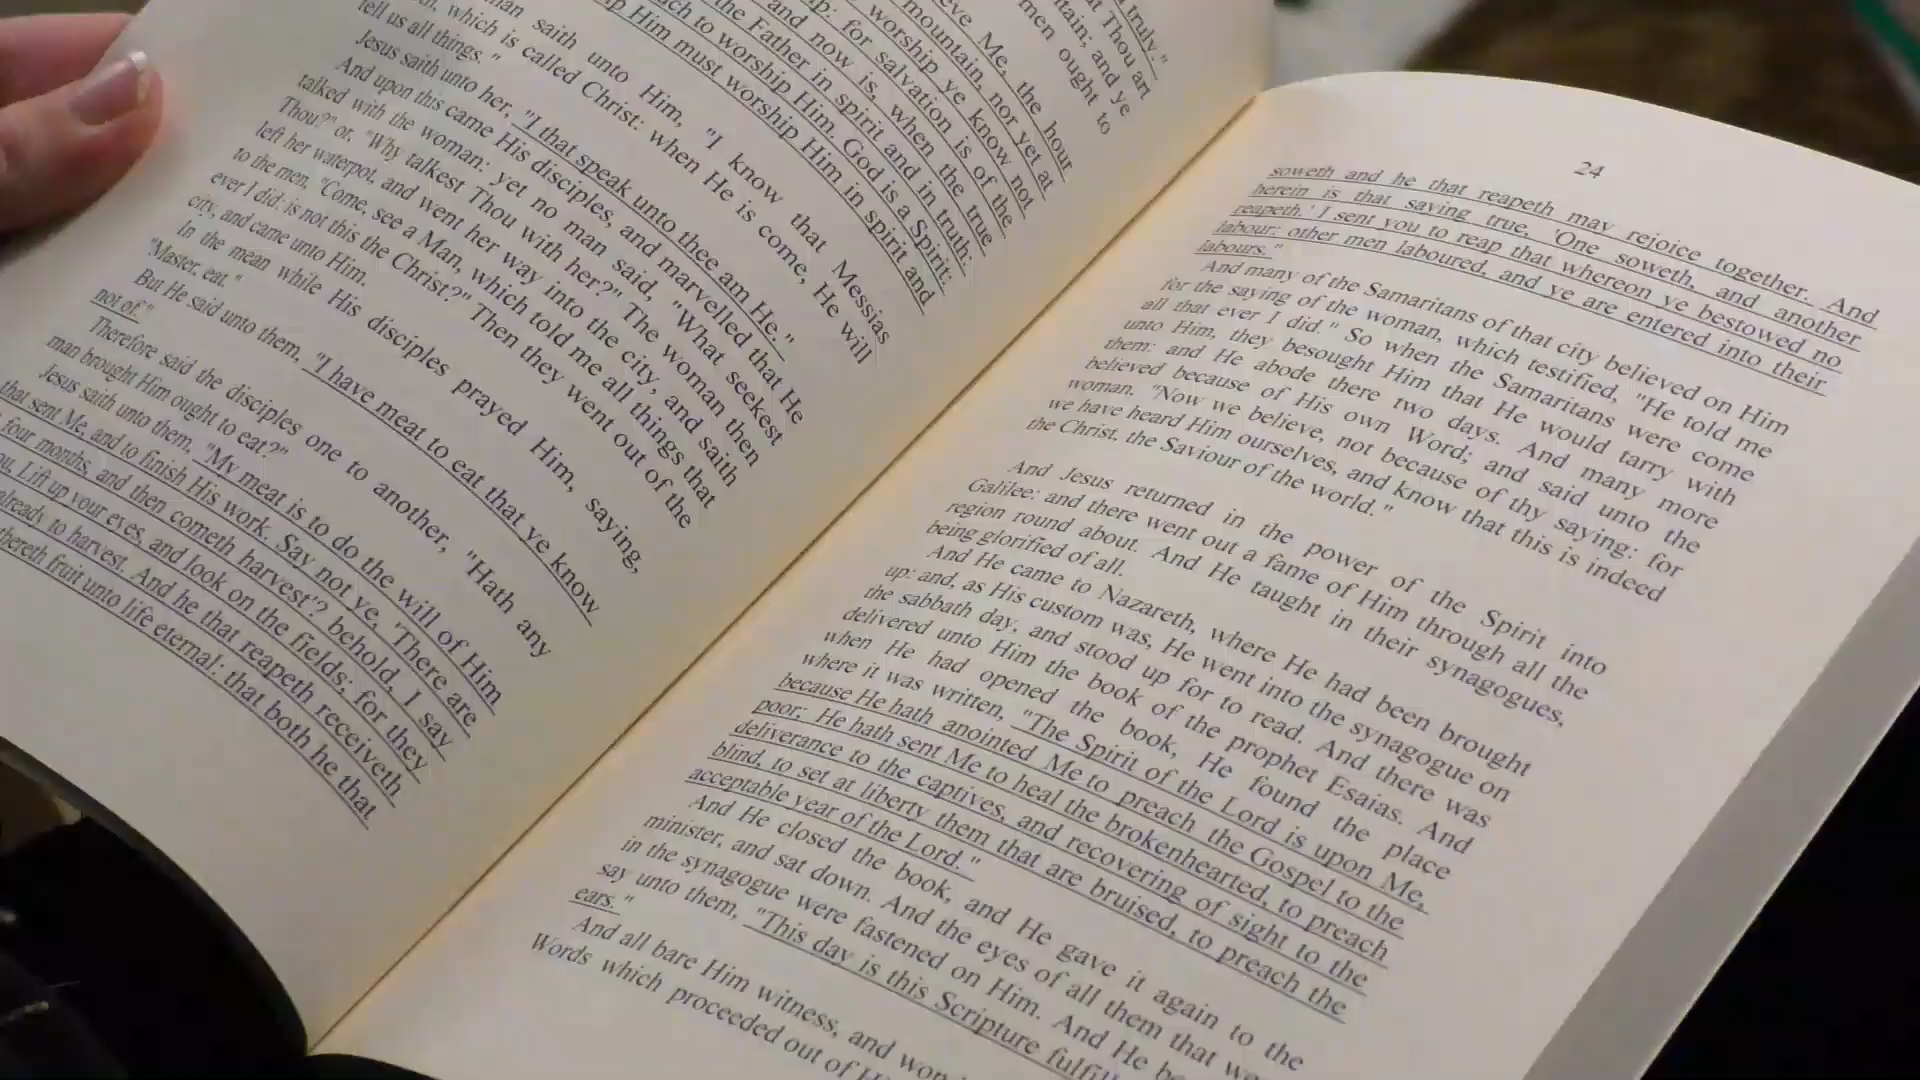 truly."
t Thou art
tain; and ye
men ought to
eve Me, the hour
mountain, nor yet at
worship ye know not
p: for salvation is of the
and now is, when the true
the Father in spirit and in truth:
ch to worship Him. God is a Spirit:
p Him must worship Him in spirit and
man saith unto Him, "I know that Messias
which is called Christ: when He is come, He will
tell us all things."
Jesus saith unto her, "I that speak unto thee am He."
And upon this came His disciples, and marvelled that He
talked with the woman: yet no man said, "What seekest
Thou?" or, "Why talkest Thou with her?" The woman then
left her waterpot, and went her way into the city, and saith
to the men, "Come, see a Man, which told me all things that
ever I did: is not this the Christ?" Then they went out of the
city, and came unto Him.
In the mean while His disciples prayed Him, saying,
"Master, eat."
But He said unto them, "I have meat to eat that ye know
not of."
Therefore said the disciples one to another, "Hath any
man brought Him ought to eat?"
Jesus saith unto them, "My meat is to do the will of Him
that sent Me, and to finish His work. Say not ye, 'There are
four months, and then cometh harvest'? behold, I say
ou, Lift up your eyes, and look on the fields; for they
already to harvest. And he that reapeth receiveth
thereth fruit unto life eternal: that both he that
24
soweth and he that reapeth may rejoice together. And
herein is that saying true, 'One soweth, and another
reapeth.' I sent you to reap that whereon ye bestowed no
labour: other men laboured, and ye are entered into their
labours."
And many of the Samaritans of that city believed on Him
for the saying of the woman, which testified, "He told me
all that ever I did." So when the Samaritans were come
unto Him, they besought Him that He would tarry with
them: and He abode there two days. And many more
believed because of His own Word; and said unto the
woman, "Now we believe, not because of thy saying: for
we have heard Him ourselves, and know that this is indeed
the Christ, the Saviour of the world."
And Jesus returned in the power of the Spirit into
Galilee: and there went out a fame of Him through all the
region round about. And He taught in their synagogues,
being glorified of all.
And He came to Nazareth, where He had been brought
up: and, as His custom was, He went into the synagogue on
the sabbath day, and stood up for to read. And there was
delivered unto Him the book of the prophet Esaias. And
when He had opened the book, He found the place
where it was written, "The Spirit of the Lord is upon Me,
because He hath anointed Me to preach the Gospel to the
poor; He hath sent Me to heal the brokenhearted, to preach
deliverance to the captives, and recovering of sight to the
blind, to set at liberty them that are bruised, to preach the
acceptable year of the Lord."
And He closed the book, and He gave it again to the
minister, and sat down. And the eyes of all them that we
in the synagogue were fastened on Him. And He be
say unto them, "This day is this Scripture fulfill
ears."
And all bare Him witness, and won
Words which proceeded out of H